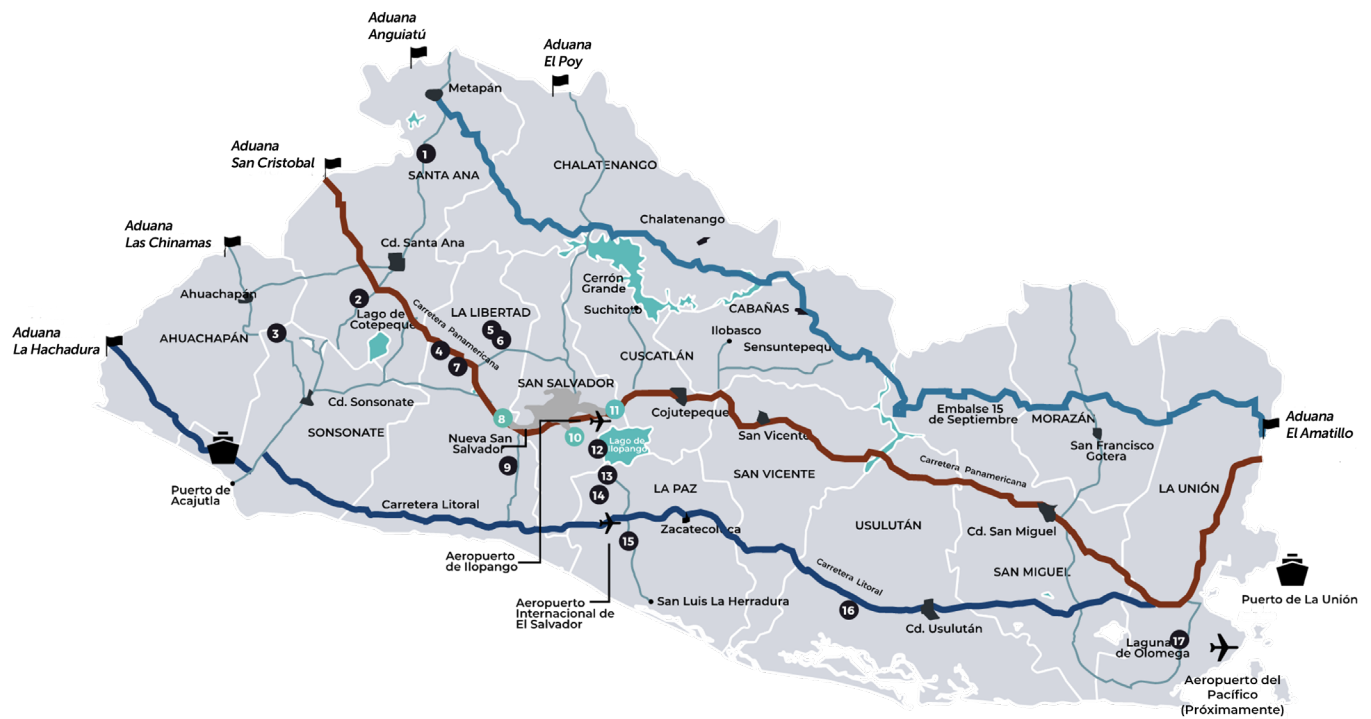 Aduana
Anguiatú
Aduana
El Poy
Metapán
Aduana
San Cristobal
1
SANTA ANA
CHALATENANGO
Chalatenango
Aduana
Las Chinamas
Cd. Santa Ana
Ahuachapán
2
Lago de
Cotepeque
Carretera Panamericana
LA LIBERTAD
5
6
Cerrón
Grande
Suchitoto
CABAÑAS
Ilobasco
Sensuntepequ
Aduana
La Hachadura
AHUACHAPÁN
3
4
7
CUSCATLÁN
SAN SALVADOR
Cd. Sonsonate
SONSONATE
8
11
Cojutepeque
Embalse 15
de Septiembre
MORAZÁN
Aduana
El Amatillo
Nueva San
Salvador
10
12
Lago de
Ilopango
San Vicente
San Francisco
Gotera
9
13
14
SAN VICENTE
Carretera Panamericana
LA PAZ
LA UNIÓN
Puerto de
Acajutla
Carretera Litoral
Zacatecoluca
USULUTÁN
Cd. San Miguel
15
Aeropuerto
de Ilopango
Carretera Litoral
SAN MIGUEL
Aeropuerto
Internacional de
El Salvador
San Luis La Herradura
16
Cd. Usulután
Puerto de La Unión
Laguna
de Olomega
17
Aeropuerto del
Pacífico
(Próximamente)